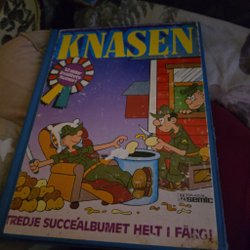 KNASEN
TREDJE SUCCÉALBUMET HELT I FÄRG!
semic